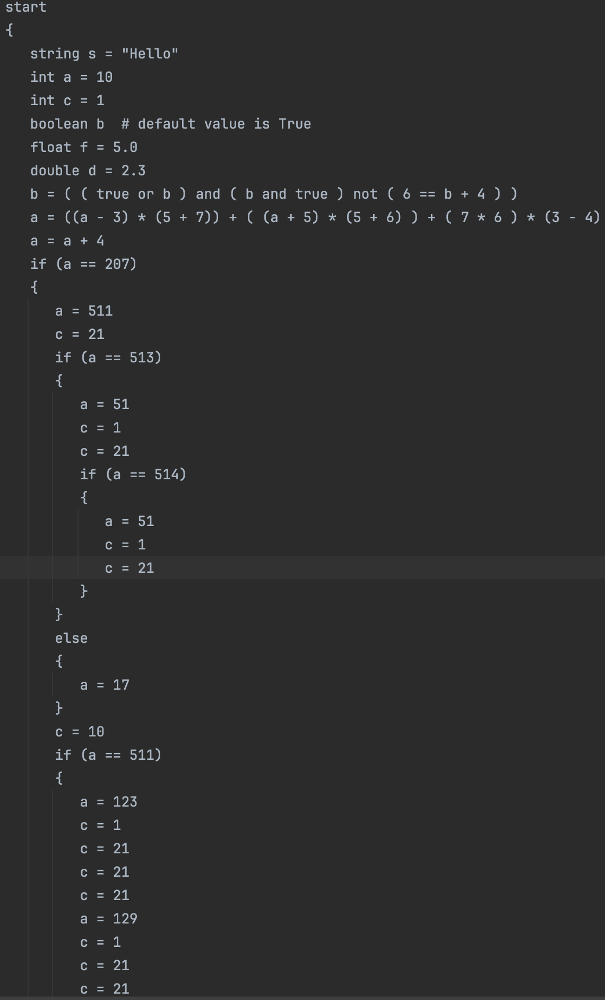 start
{
string s = "Hello"
int a = 10
int c = 1
boolean b  # default value is True
float f = 5.0
double d = 2.3
b = ( ( true or b ) and ( b and true ) not ( 6 == b + 4 ) )
a = ((a - 3) * (5 + 7)) + ( (a + 5) * (5 + 6) ) + ( 7 * 6 ) * (3 - 4)
a = a + 4
if (a == 207)
{
a = 511
c = 21
if (a == 513)
{
a = 51
c = 1
c = 21
if (a == 514)
{
a = 51
c = 1
c = 21
}
}
else
{
a = 17
}
c = 10
if (a == 511)
{
a = 123
c = 1
c = 21
c = 21
c = 21
a = 129
c = 1
c = 21
c = 21